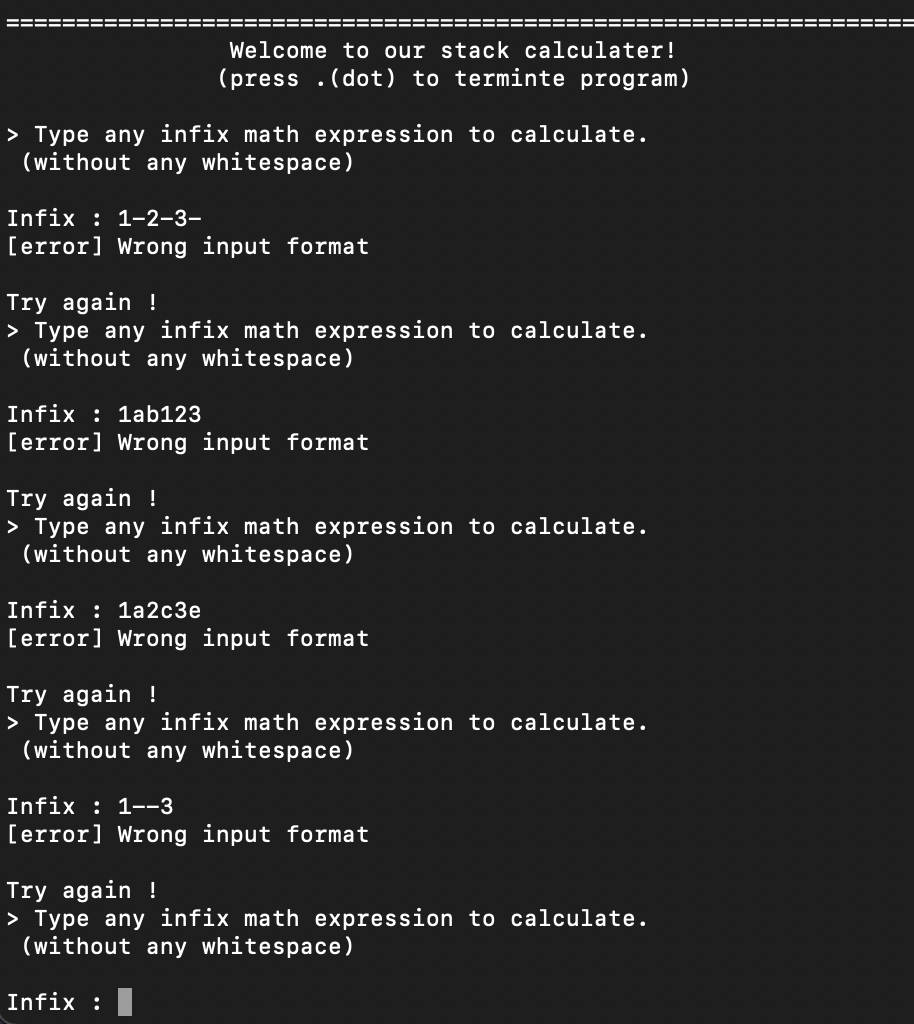 =================================================================
Welcome to our stack calculater!
(press .(dot) to terminte program)
> Type any infix math expression to calculate.
(without any whitespace)
Infix : 1-2-3-
[error] Wrong input format
Try again !
> Type any infix math expression to calculate.
(without any whitespace)
Infix : 1ab123
[error] Wrong input format
Try again !
> Type any infix math expression to calculate.
(without any whitespace)
Infix : 1a2c3e
[error] Wrong input format
Try again !
> Type any infix math expression to calculate.
(without any whitespace)
Infix : 1--3
[error] Wrong input format
Try again !
> Type any infix math expression to calculate.
(without any whitespace)
Infix :